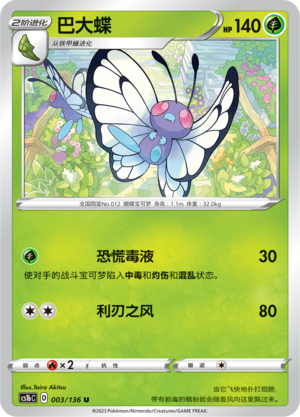 2阶进化
巴大蝶
HP 140
从铁甲蛹进化
全国图鉴No.012 蝴蝶宝可梦 身高：1.1m 体重：32.0kg
恐慌毒液 30
使对手的战斗宝可梦陷入中毒和灼伤和混乱状态。
利刃之风 80
弱点 ×2 抵抗力 撤退
Illus.Taira Akitsu
CS1bC D 003/136 U
当它飞快地扑打翅膀，
带有剧毒的鳞粉就会随着风向这里飘过来。
©2023 Pokémon/Nintendo/Creatures/GAME FREAK.